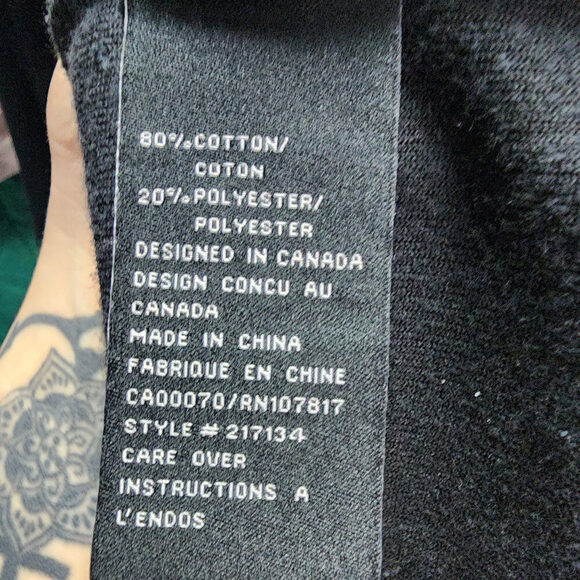 80% COTTON/
COTON
20% POLYESTER/
POLYESTER
DESIGNED IN CANADA
DESIGN CONCU AU
CANADA
MADE IN CHINA
FABRIQUE EN CHINE
CA00070/RN107817
STYLE # 217134
CARE OVER
INSTRUCTIONS A
L'ENDOS